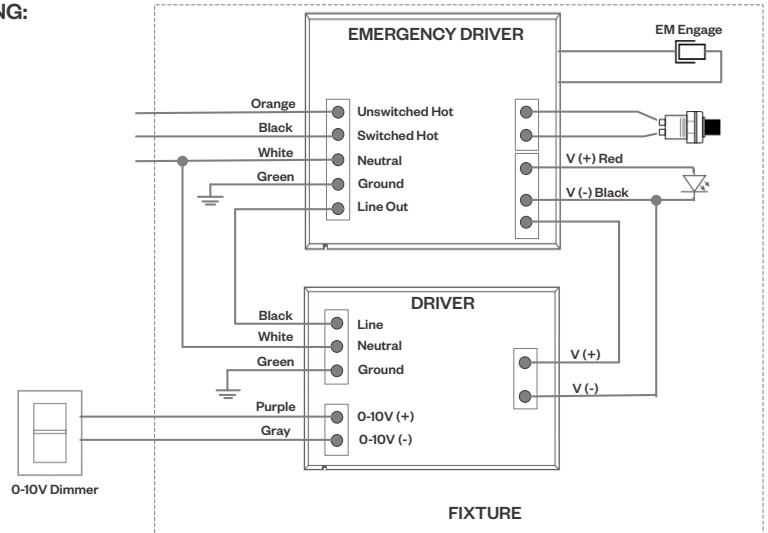 NG:
EMERGENCY DRIVER
EM Engage
Orange
Unswitched Hot
Black
Switched Hot
White
Neutral
Green
Ground
Line Out
V (+) Red
V (-) Black
DRIVER
Black
Line
White
Neutral
Green
Ground
V (+)
V (-)
Purple
0-10V (+)
Gray
0-10V (-)
0-10V Dimmer
FIXTURE